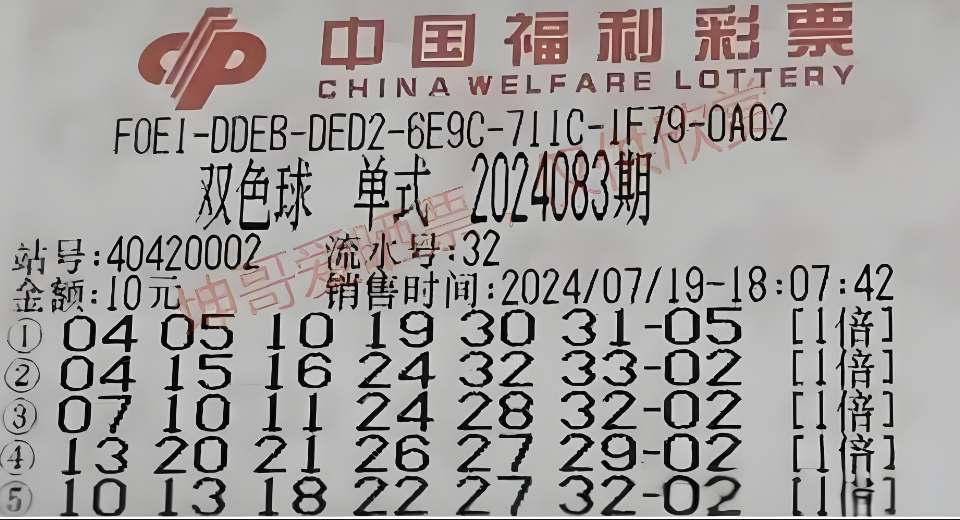 中国福利彩票
CHINA WELFARE LOTTERY
F0E1-DDEB-DED2-6E9C-711C-1F79-0A02
双色球 单式 2024083期
站号:40420002 流水号:32
金额:10元 销售时间:2024/07/19-18:07:42
① 04 05 10 19 30 31-05 [1倍]
② 04 15 16 24 32 33-02 [1倍]
③ 07 10 11 24 28 32-02 [1倍]
④ 13 20 21 26 27 29-02 [1倍]
⑤ 10 13 18 22 27 32-02 [1倍]
坤哥爱晒票,仅供欣赏